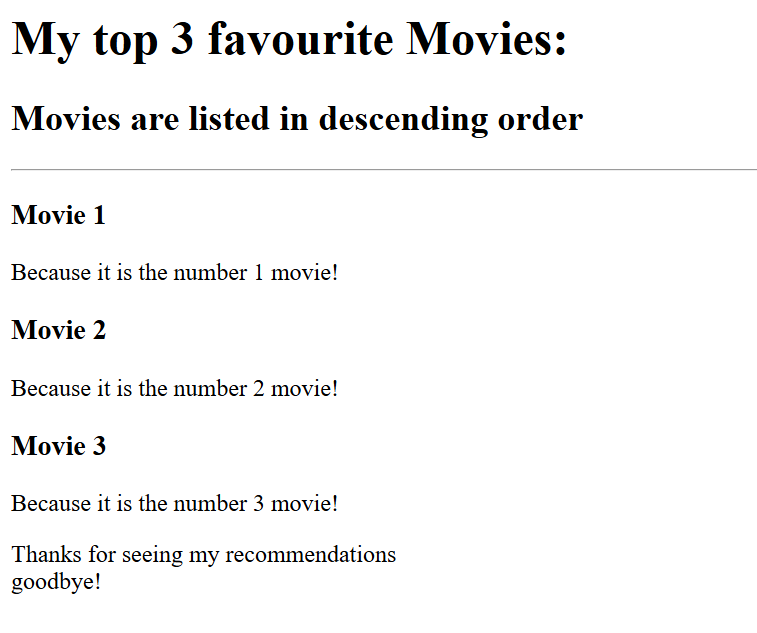 My top 3 favourite Movies:
Movies are listed in descending order
Movie 1
Because it is the number 1 movie!
Movie 2
Because it is the number 2 movie!
Movie 3
Because it is the number 3 movie!
Thanks for seeing my recommendations
goodbye!